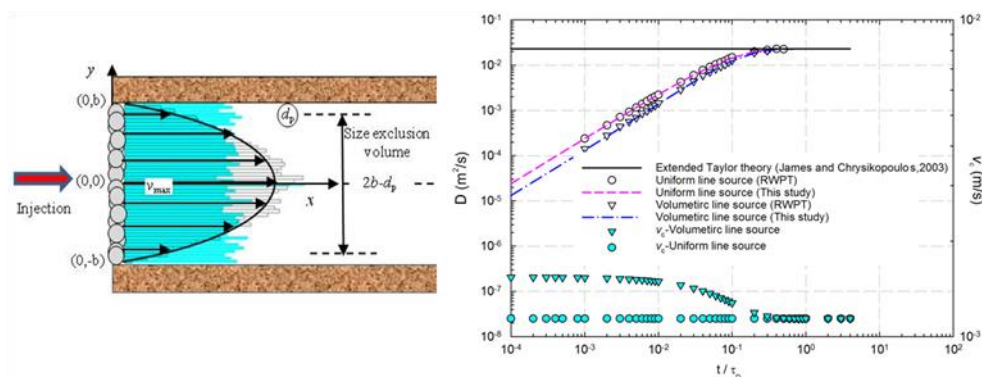 y
(0,b)
d_p
Size exclusion
volume
(0,0)
v_max
x
2b-d_p
Injection
(0,-b)
10^-1
10^-2
10^-3
10^-4
10^-5
10^-6
10^-7
10^-8
D (m²/s)
Extended Taylor theory (James and Chrysikopoulos,2003)
Uniform line source (RWPT)
Uniform line source (This study)
Volumetirc line source (RWPT)
Volumetirc line source (This study)
v_c-Volumetirc line source
v_c-Uniform line source
10^-2
10^-3
v_c (m/s)
10^-4
10^-3
10^-2
10^-1
10^0
10^1
10^2